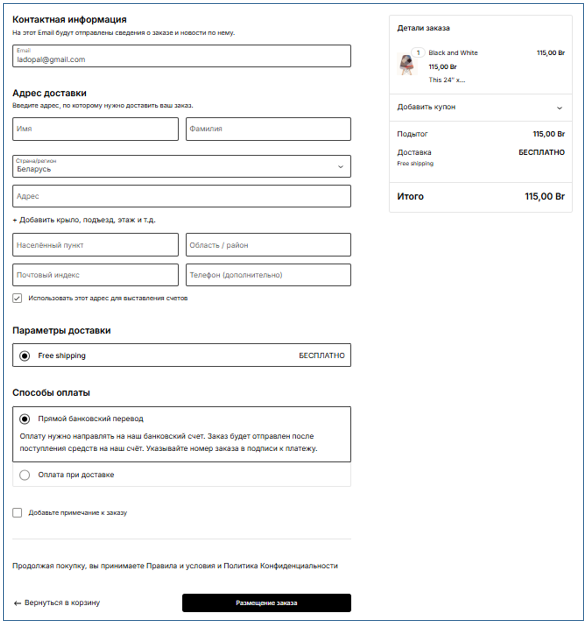 Контактная информация
На этот Email будут отправлены сведения о заказе и новости по нему.
Email
ladopal@gmail.com
Адрес доставки
Введите адрес, по которому нужно доставить ваш заказ.
Имя
Фамилия
Страна/регион
Беларусь
Адрес
+ Добавить крыло, подъезд, этаж и т.д.
Населённый пункт
Область / район
Почтовый индекс
Телефон (дополнительно)
Использовать этот адрес для выставления счетов
Параметры доставки
Free shipping
БЕСПЛАТНО
Способы оплаты
Прямой банковский перевод
Оплату нужно направлять на наш банковский счет. Заказ будет отправлен после
поступления средств на наш счёт. Указывайте номер заказа в подписи к платежу.
Оплата при доставке
Добавьте примечание к заказу
Продолжая покупку, вы принимаете Правила и условия и Политика Конфиденциальности
← Вернуться в корзину
Размещение заказа
Детали заказа
1
Black and White
115,00 Br
115,00 Br
This 24" x...
Добавить купон
Подытог
115,00 Br
Доставка
БЕСПЛАТНО
Free shipping
Итого
115,00 Br